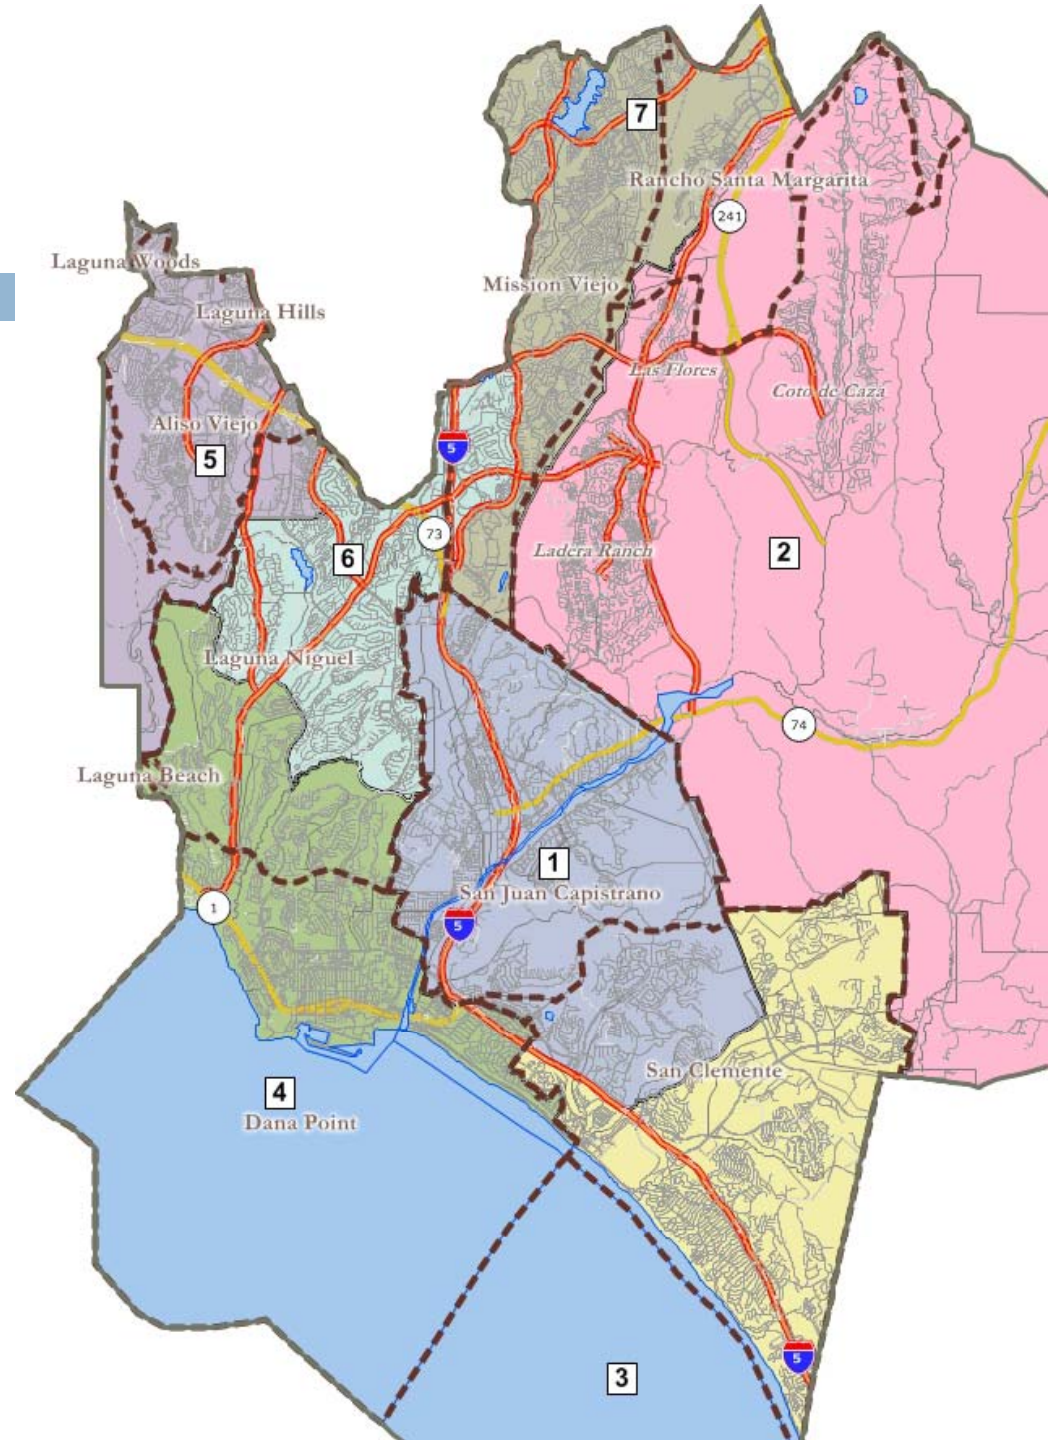 7
Rancho Santa Margarita
241
Laguna Woods
Mission Viejo
Laguna Hills
Las Flores
Coto de Caza
Aliso Viejo
5
5
73
6
Ladera Ranch
2
Laguna Niguel
74
Laguna Beach
1
San Juan Capistrano
1
5
San Clemente
4
Dana Point
5
3